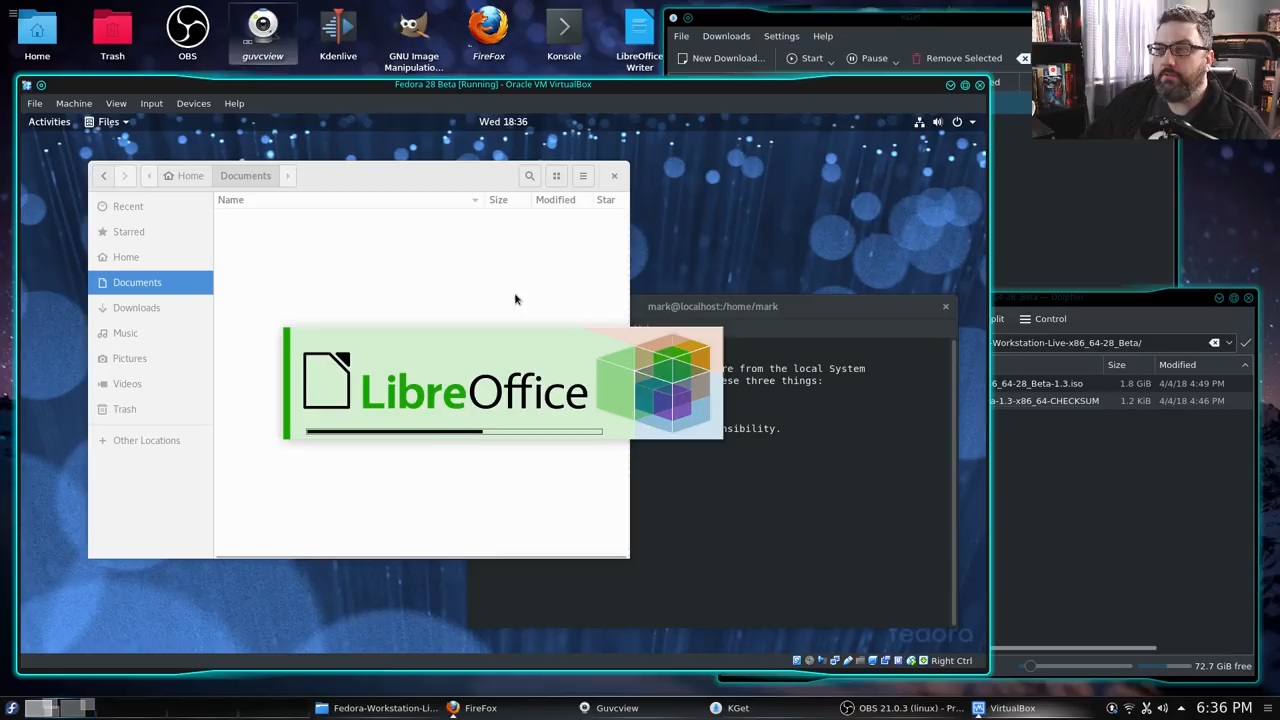 Home
Trash
OBS
guvcview
Kdenlive
GNU Image
Manipulatio...
FireFox
Konsole
LibreOffice
Writer
KGet
File Downloads Settings Help
New Download... Start Pause Remove Selected
Fedora 28 Beta [Running] - Oracle VM VirtualBox
File Machine View Input Devices Help
Activities Files Wed 18:36
Home Documents
Name Size Modified Star
Recent
Starred
Home
Documents
Downloads
Music
Pictures
Videos
Trash
Other Locations
LibreOffice
mark@localhost:/home/mark
re from the local System
ese three things:
nsibility.
fedora
Right Ctrl
28 Beta — Dolphin
plit Control
Workstation-Live-x86_64-28_Beta/
Size Modified
6_64-28_Beta-1.3.iso 1.8 GiB 4/4/18 4:49 PM
a-1.3-x86_64-CHECKSUM 1.2 KiB 4/4/18 4:46 PM
72.7 GiB free
Fedora-Workstation-Li...
FireFox
Guvcview
KGet
OBS 21.0.3 (linux) - Pr...
VirtualBox
6:36 PM